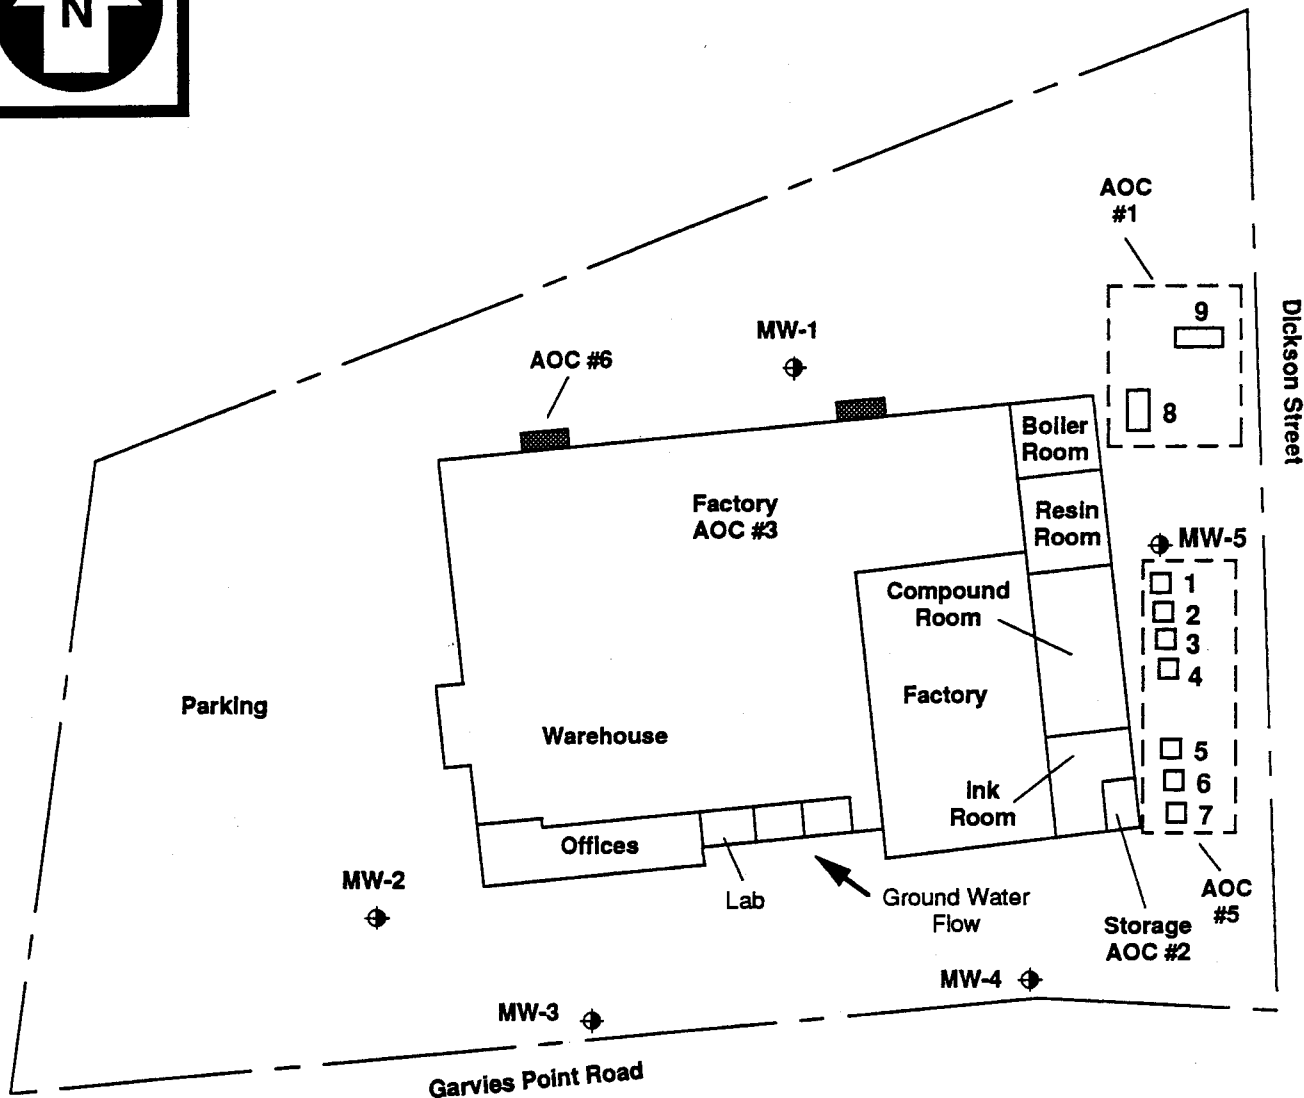 N
AOC
#1
9
8
Dickson Street
MW-1
AOC #6
Boiler
Room
Factory
AOC #3
Resin
Room
MW-5
1
2
3
4
5
6
7
Compound
Room
Factory
Parking
Warehouse
Ink
Room
Offices
Lab
Ground Water
Flow
AOC
#5
Storage
AOC #2
MW-2
MW-4
MW-3
Garvies Point Road